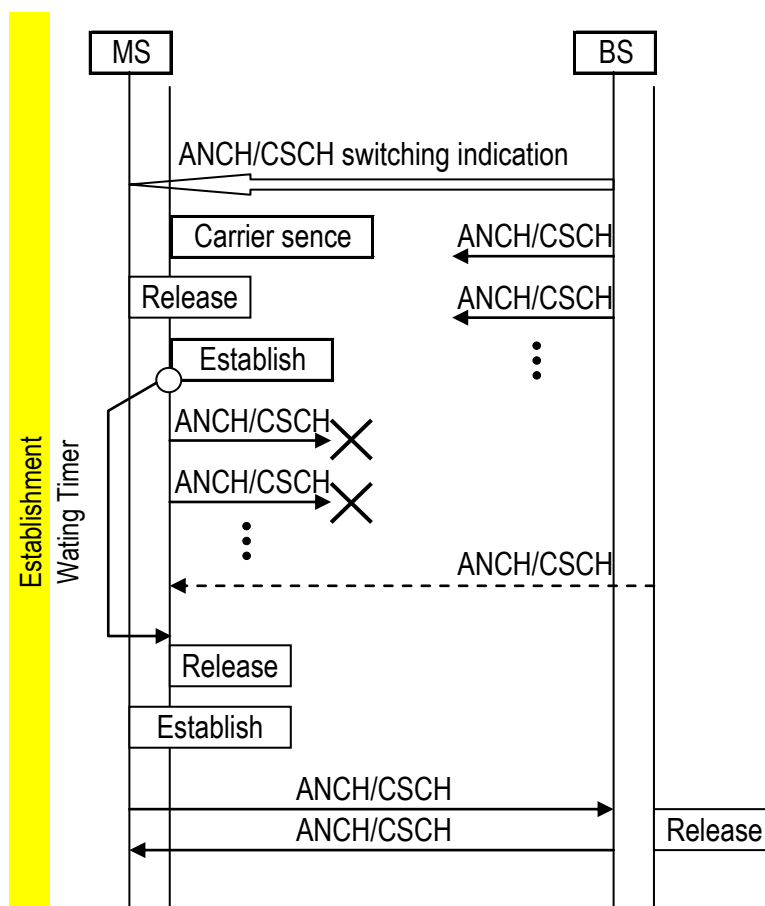 MS
BS
ANCH/CSCH switching indication
Carrier sence
ANCH/CSCH
Release
ANCH/CSCH
Establish
ANCH/CSCH
ANCH/CSCH
ANCH/CSCH
Establishment
Wating Timer
Release
Establish
ANCH/CSCH
ANCH/CSCH
Release